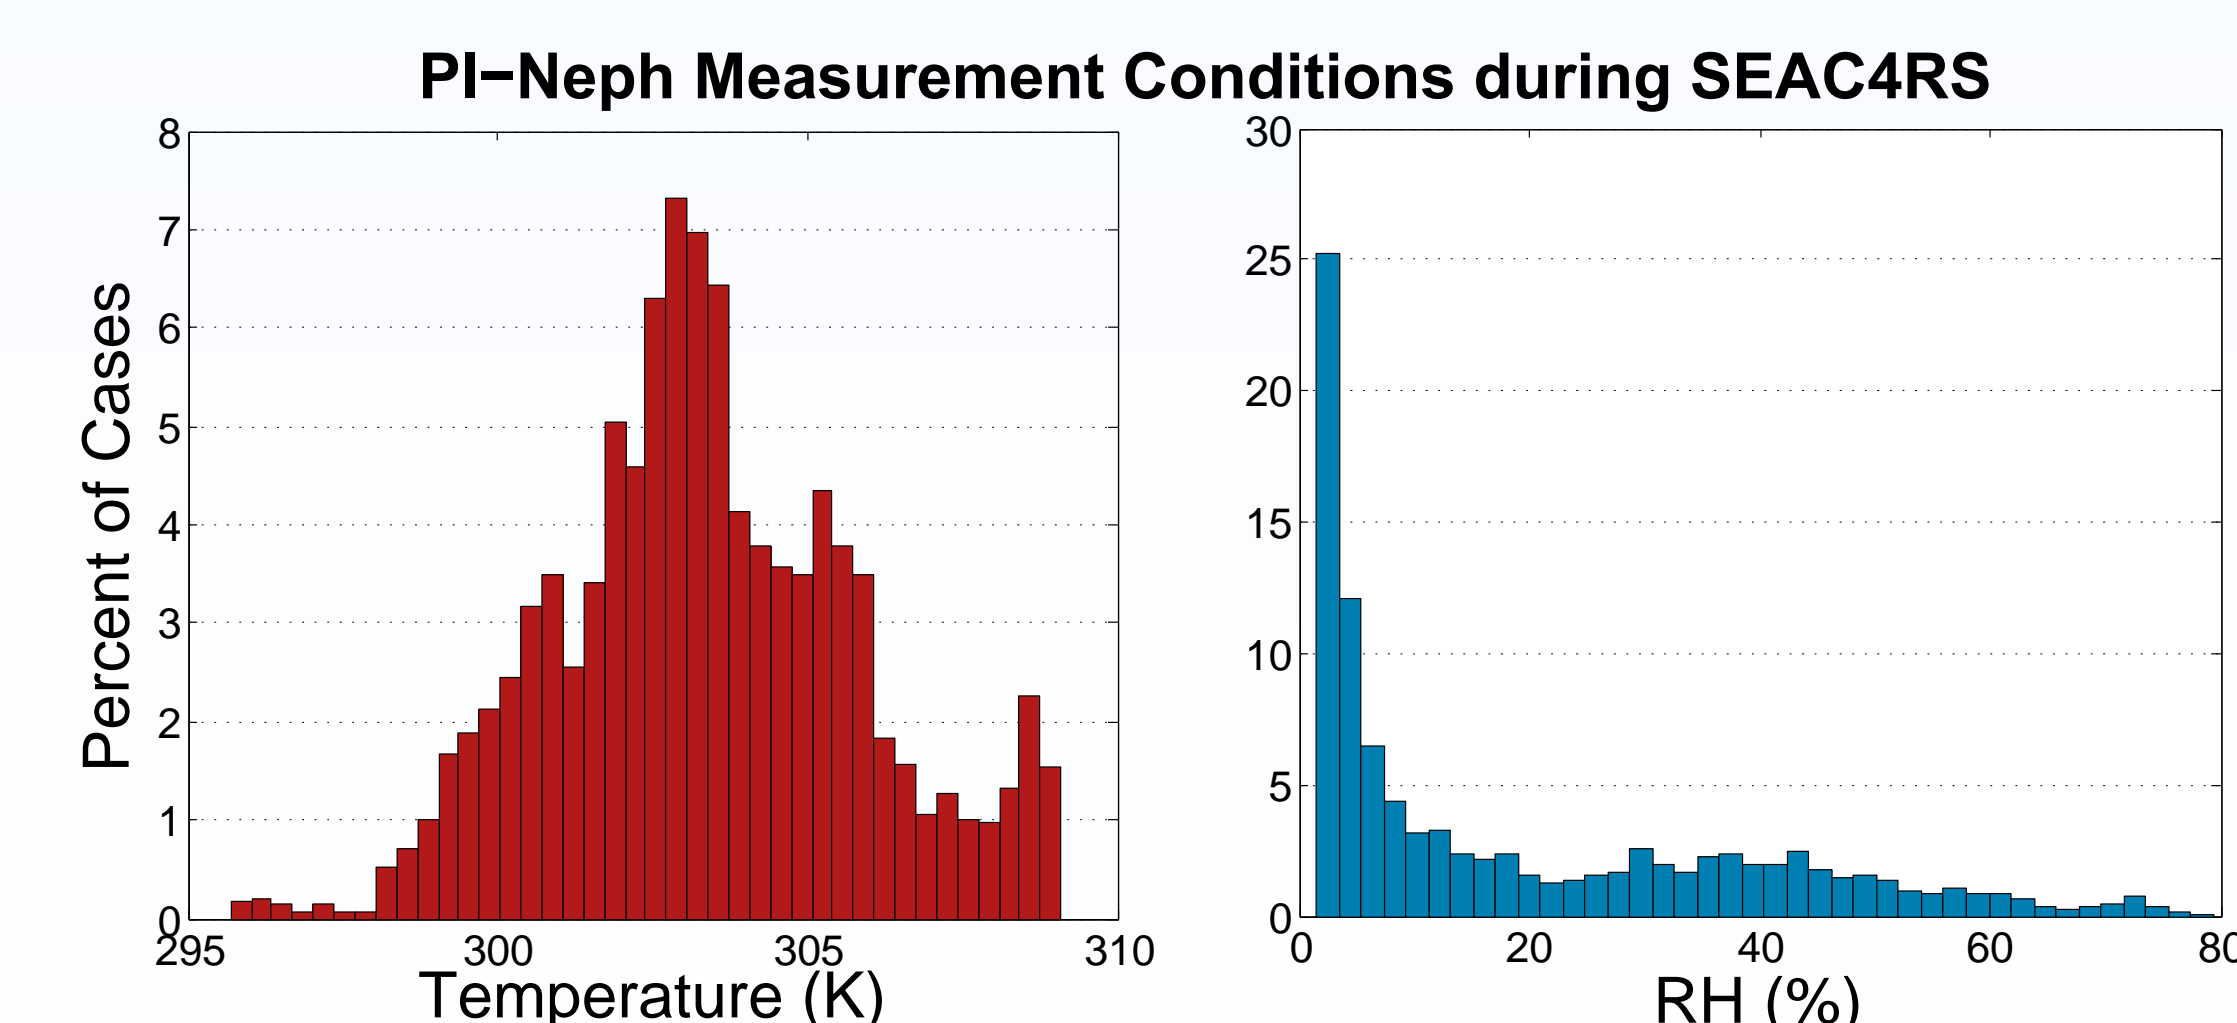 PI−Neph Measurement Conditions during SEAC4RS
8
7
6
5
4
3
2
1
0
Percent of Cases
295 300 305 310
Temperature (K)
30
25
20
15
10
5
0
0 20 40 60 80
RH (%)